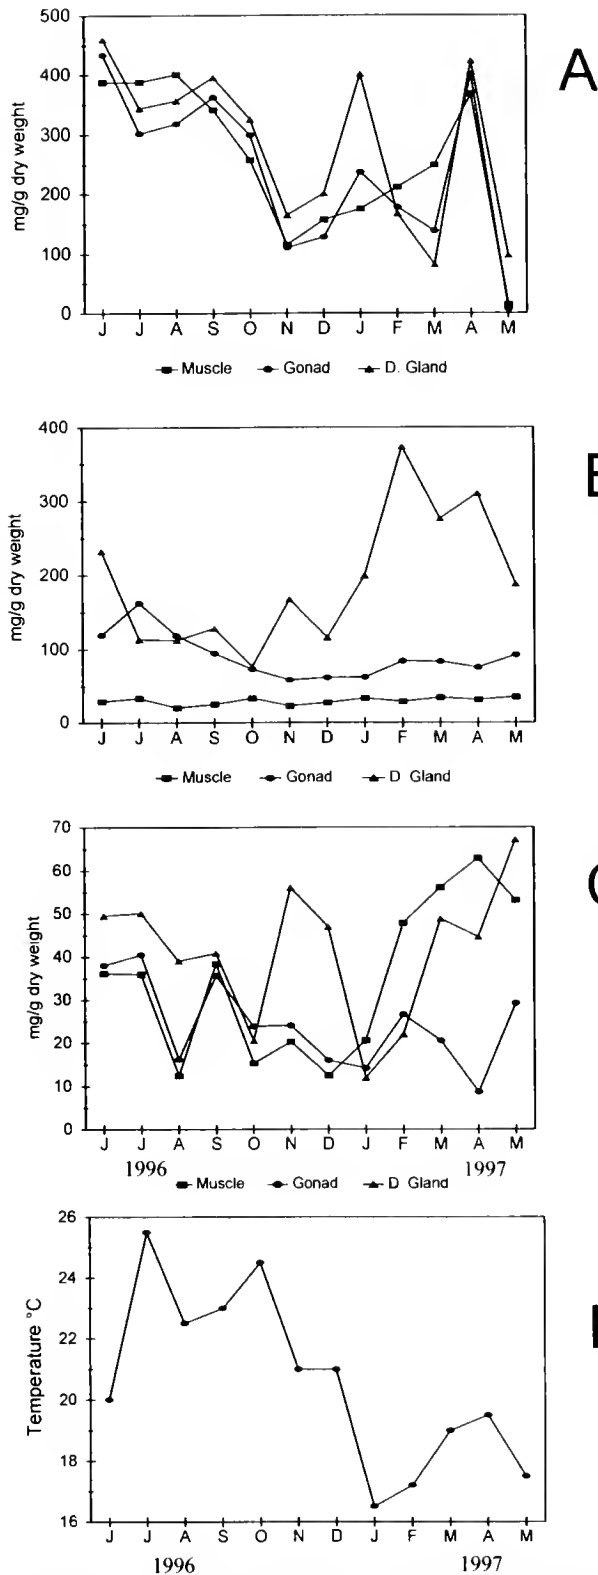 500
A
400
300
mg/g dry weight
200
100
0
J J A S O N D J F M A M
Muscle Gonad D. Gland
400
300
mg/g dry weight
200
100
0
J J A S O N D J F M A M
Muscle Gonad D Gland
70
60
50
mg/g dry weight
40
30
20
10
0
J J A S O N D J F M A M
1996 1997
Muscle Gonad D Gland
26
24
Temperature °C
22
20
18
16
J J A S O N D J F M A M
1996 1997